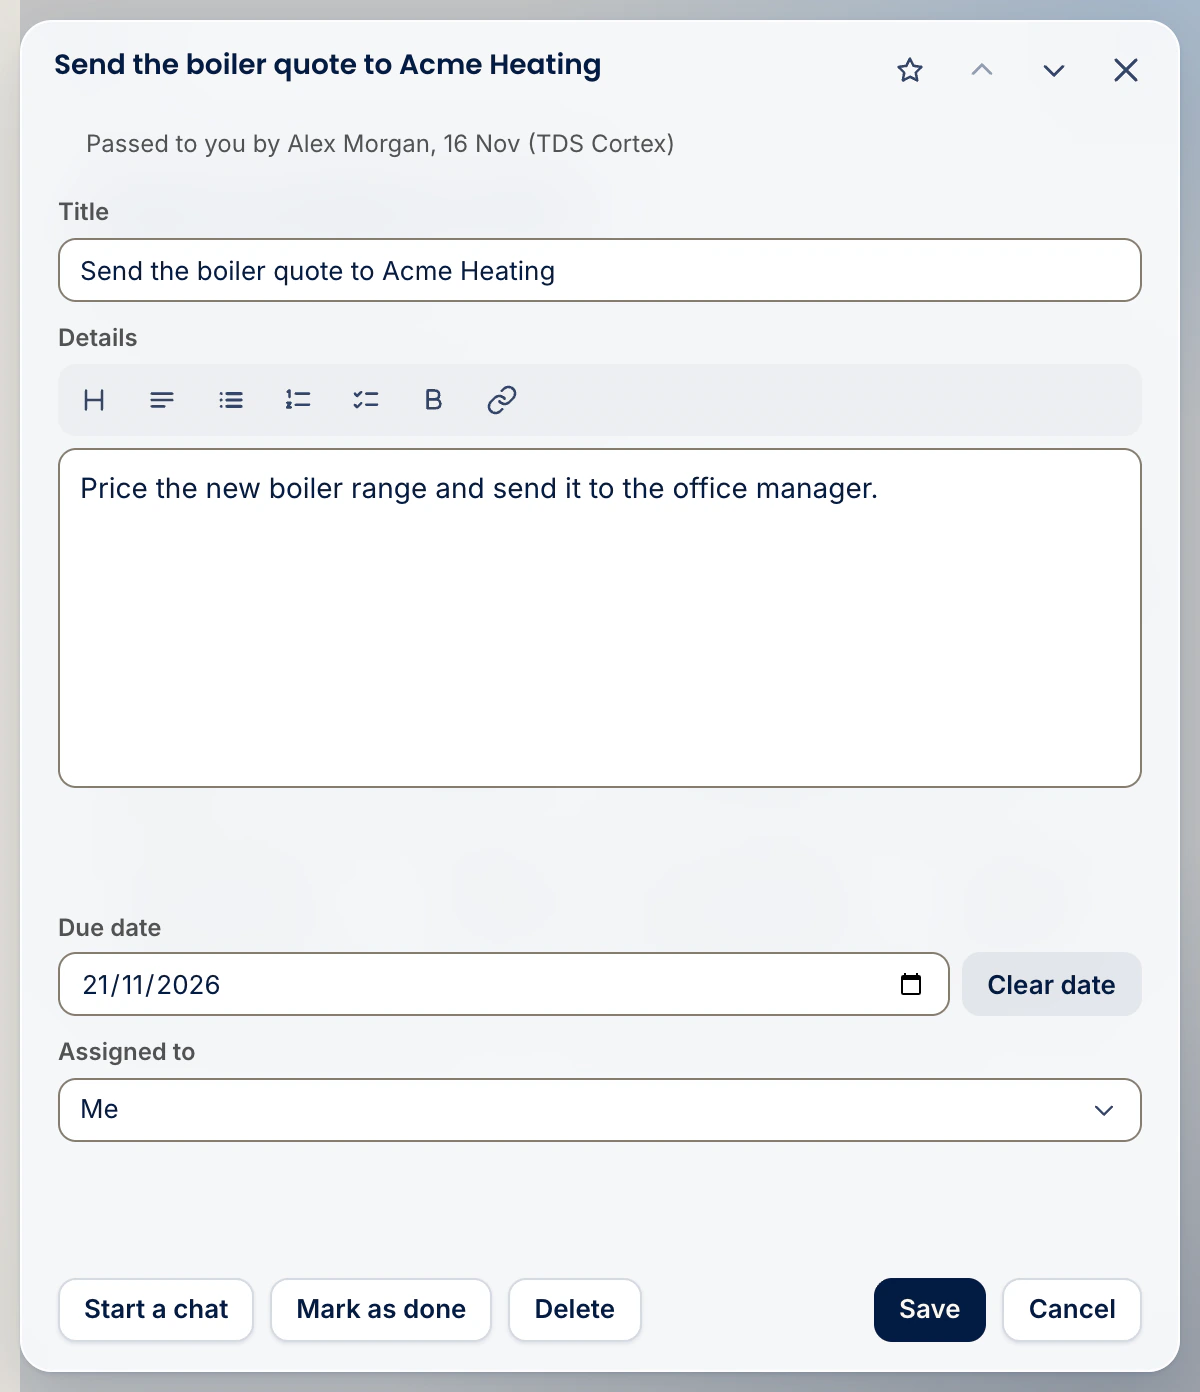 Send the boiler quote to Acme Heating
Passed to you by Alex Morgan, 16 Nov (TDS Cortex)
Title
Send the boiler quote to Acme Heating
Details
H
B
Price the new boiler range and send it to the office manager.
Due date
21/11/2026
Clear date
Assigned to
Me
Start a chat
Mark as done
Delete
Save
Cancel